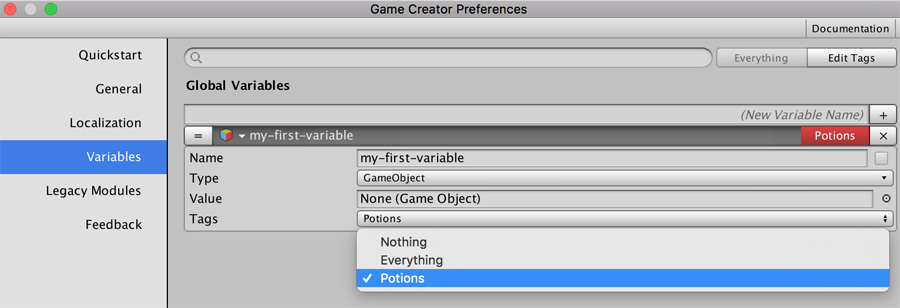 Game Creator Preferences
Documentation
Quickstart
General
Localization
Variables
Legacy Modules
Feedback
Everything
Edit Tags
Global Variables
(New Variable Name) +
= my-first-variable Potions ×
Name my-first-variable
Type GameObject
Value None (Game Object)
Tags Potions
Nothing
Everything
✓ Potions